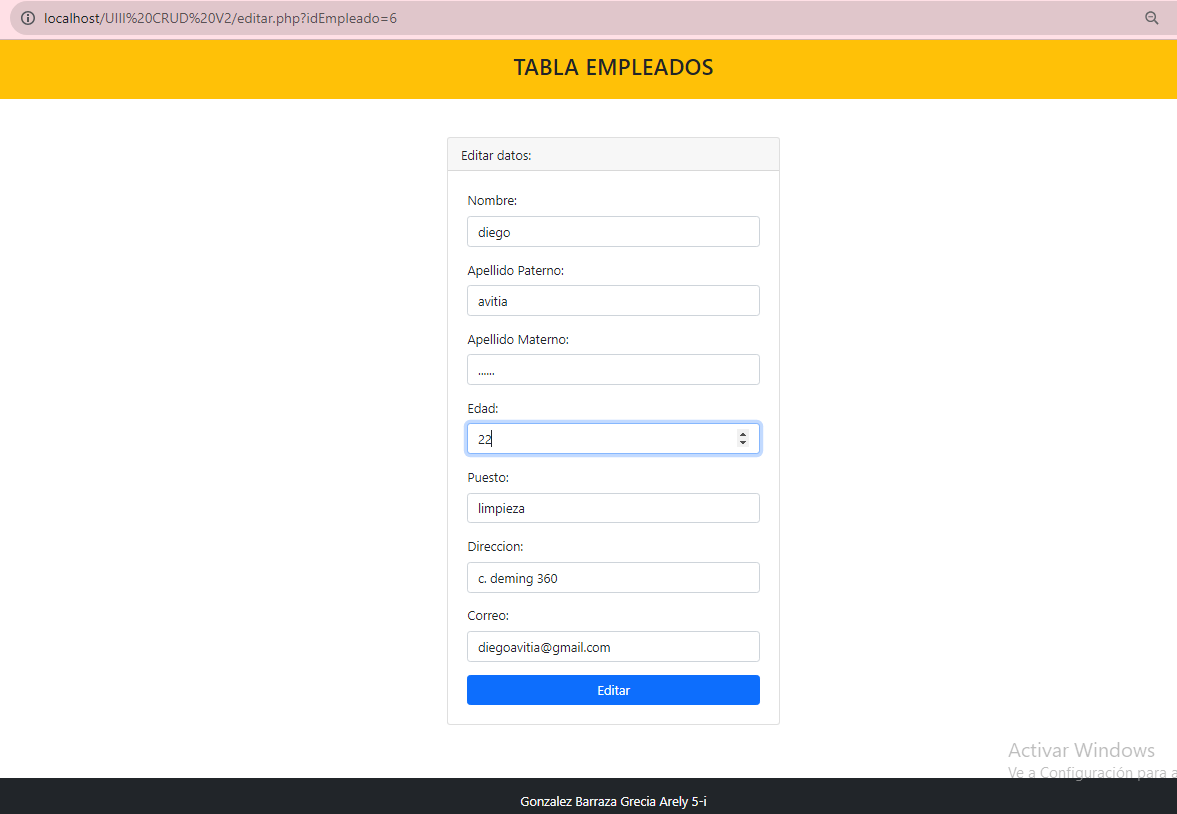 localhost/UIII%20CRUD%20V2/editar.php?idEmpleado=6
TABLA EMPLEADOS
Editar datos:
Nombre:
diego
Apellido Paterno:
avitia
Apellido Materno:
......
Edad:
22
Puesto:
limpieza
Direccion:
c. deming 360
Correo:
diegoavitia@gmail.com
Editar
Activar Windows
Ve a Configuración para a
Gonzalez Barraza Grecia Arely 5-i